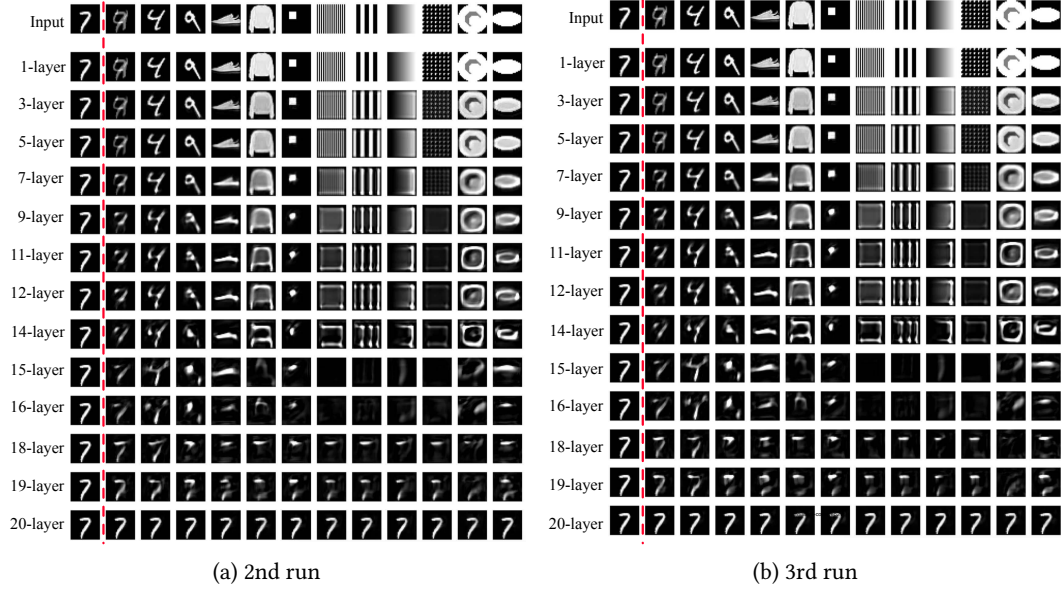 Input
1-layer
3-layer
5-layer
7-layer
9-layer
11-layer
12-layer
14-layer
15-layer
16-layer
18-layer
19-layer
20-layer
(a) 2nd run
Input
1-layer
3-layer
5-layer
7-layer
9-layer
11-layer
12-layer
14-layer
15-layer
16-layer
18-layer
19-layer
20-layer
(b) 3rd run